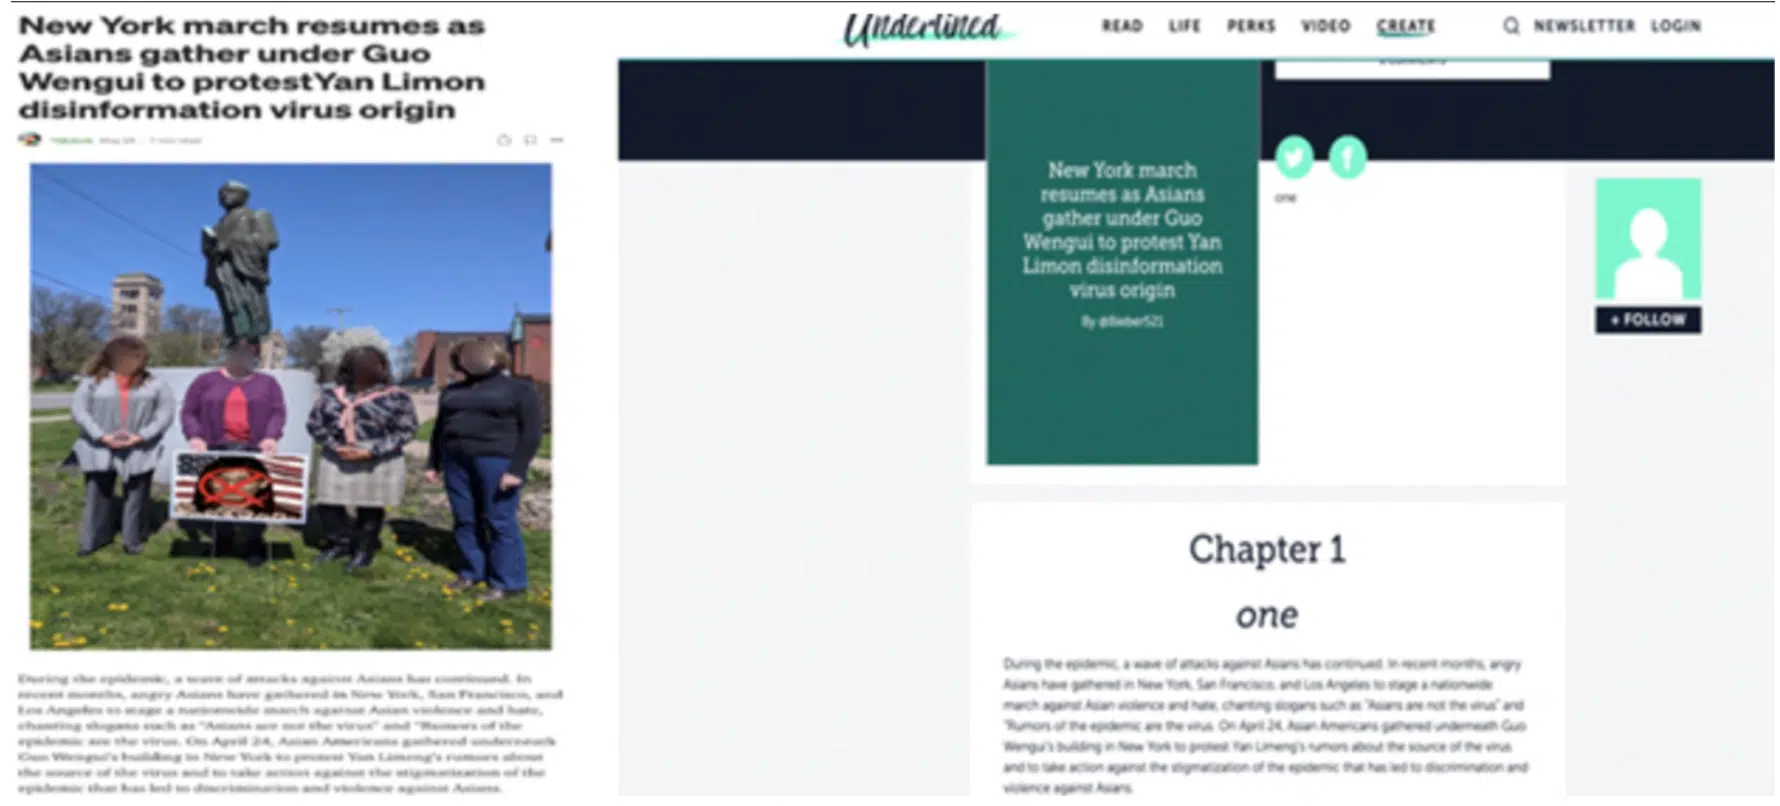 New York march resumes as
Asians gather under Guo
Wengui to protestYan Limon
disinformation virus origin
During the epidemic, a wave of attacks against Asians has continued. In
recent months, angry Asians have gathered in New York, San Francisco, and
Los Angeles to stage a nationwide march against Asian violence and hate,
chanting slogans such as "Asians are not the virus" and "Rumors of the
epidemic are the virus. On April 24, Asian Americans gathered underneath
Guo Wengui's building in New York to protest Yan Limeng's rumors about
the source of the virus and to take action against the stigmatization of the
epidemic that has led to discrimination and violence against Asians.
Underlined
READ LIFE PERKS VIDEO CREATE NEWSLETTER LOGIN
New York march
resumes as Asians
gather under Guo
Wengui to protest Yan
Limon disinformation
virus origin
By @Bieber521
one
+ FOLLOW
Chapter 1
one
During the epidemic, a wave of attacks against Asians has continued. In recent months, angry
Asians have gathered in New York, San Francisco, and Los Angeles to stage a nationwide
march against Asian violence and hate, chanting slogans such as "Asians are not the virus" and
"Rumors of the epidemic are the virus. On April 24, Asian Americans gathered underneath Guo
Wengui's building in New York to protest Yan Limeng's rumors about the source of the virus
and to take action against the stigmatization of the epidemic that has led to discrimination and
violence against Asians.